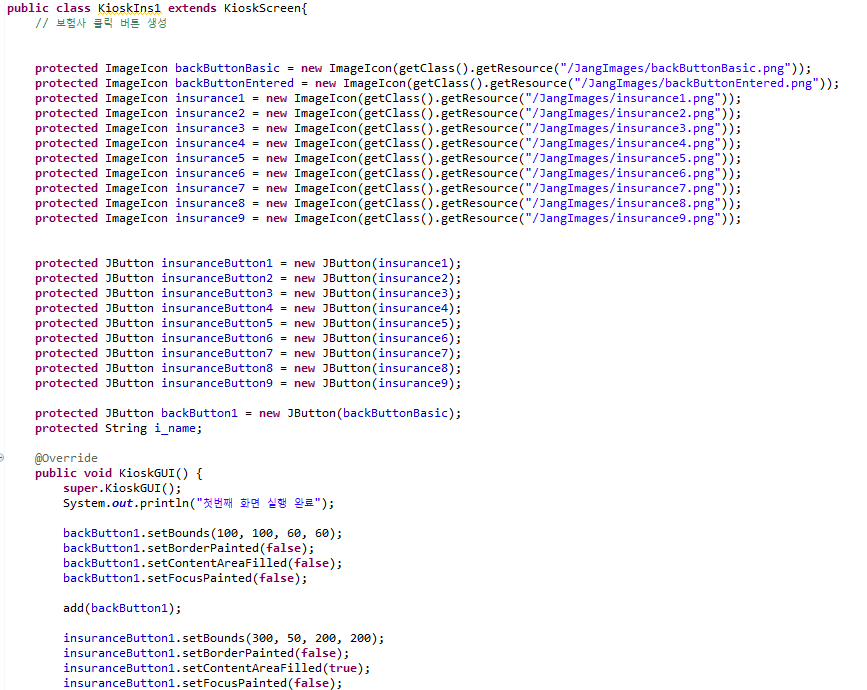 public class KioskIns1 extends KioskScreen{
// 보험사 클릭 버튼 생성
protected ImageIcon backButtonBasic = new ImageIcon(getClass().getResource("/JangImages/backButtonBasic.png"));
protected ImageIcon backButtonEntered = new ImageIcon(getClass().getResource("/JangImages/backButtonEntered.png"));
protected ImageIcon insurance1 = new ImageIcon(getClass().getResource("/JangImages/insurance1.png"));
protected ImageIcon insurance2 = new ImageIcon(getClass().getResource("/JangImages/insurance2.png"));
protected ImageIcon insurance3 = new ImageIcon(getClass().getResource("/JangImages/insurance3.png"));
protected ImageIcon insurance4 = new ImageIcon(getClass().getResource("/JangImages/insurance4.png"));
protected ImageIcon insurance5 = new ImageIcon(getClass().getResource("/JangImages/insurance5.png"));
protected ImageIcon insurance6 = new ImageIcon(getClass().getResource("/JangImages/insurance6.png"));
protected ImageIcon insurance7 = new ImageIcon(getClass().getResource("/JangImages/insurance7.png"));
protected ImageIcon insurance8 = new ImageIcon(getClass().getResource("/JangImages/insurance8.png"));
protected ImageIcon insurance9 = new ImageIcon(getClass().getResource("/JangImages/insurance9.png"));
protected JButton insuranceButton1 = new JButton(insurance1);
protected JButton insuranceButton2 = new JButton(insurance2);
protected JButton insuranceButton3 = new JButton(insurance3);
protected JButton insuranceButton4 = new JButton(insurance4);
protected JButton insuranceButton5 = new JButton(insurance5);
protected JButton insuranceButton6 = new JButton(insurance6);
protected JButton insuranceButton7 = new JButton(insurance7);
protected JButton insuranceButton8 = new JButton(insurance8);
protected JButton insuranceButton9 = new JButton(insurance9);
protected JButton backButton1 = new JButton(backButtonBasic);
protected String i_name;
@Override
public void KioskGUI() {
super.KioskGUI();
System.out.println("첫번째 화면 실행 완료");
backButton1.setBounds(100, 100, 60, 60);
backButton1.setBorderPainted(false);
backButton1.setContentAreaFilled(false);
backButton1.setFocusPainted(false);
add(backButton1);
insuranceButton1.setBounds(300, 50, 200, 200);
insuranceButton1.setBorderPainted(false);
insuranceButton1.setContentAreaFilled(true);
insuranceButton1.setFocusPainted(false);